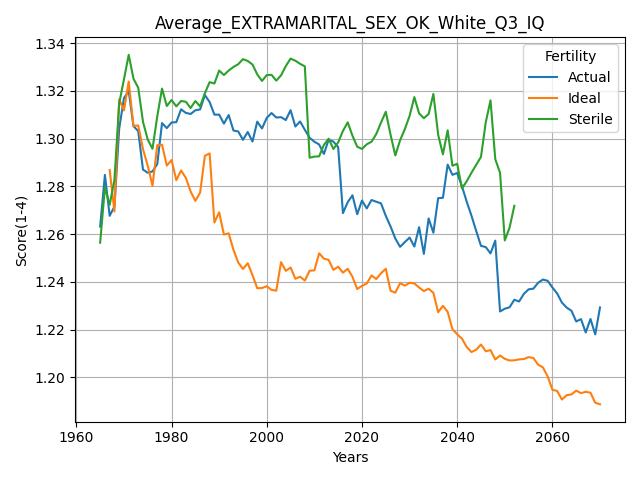 Average_EXTRAMARITAL_SEX_OK_White_Q3_IQ
Fertility
Actual
Ideal
Sterile
Score(1-4)
1.34
1.32
1.30
1.28
1.26
1.24
1.22
1.20
1960 1980 2000 2020 2040 2060
Years